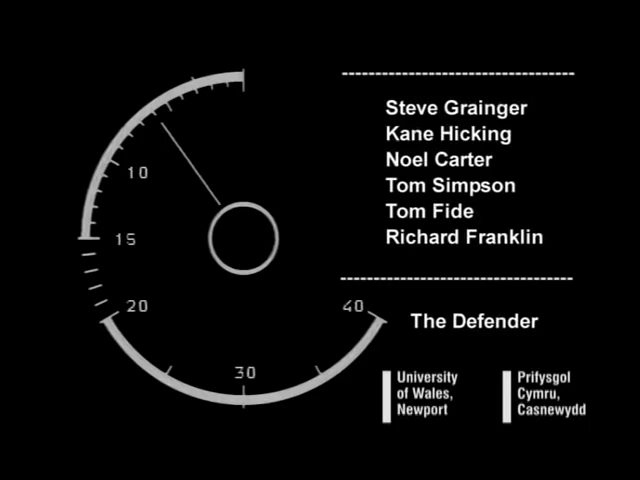 Steve Grainger
Kane Hicking
Noel Carter
Tom Simpson
Tom Fide
Richard Franklin
10
15
20
40
30
The Defender
University
of Wales,
Newport
Prifysgol
Cymru,
Casnewydd